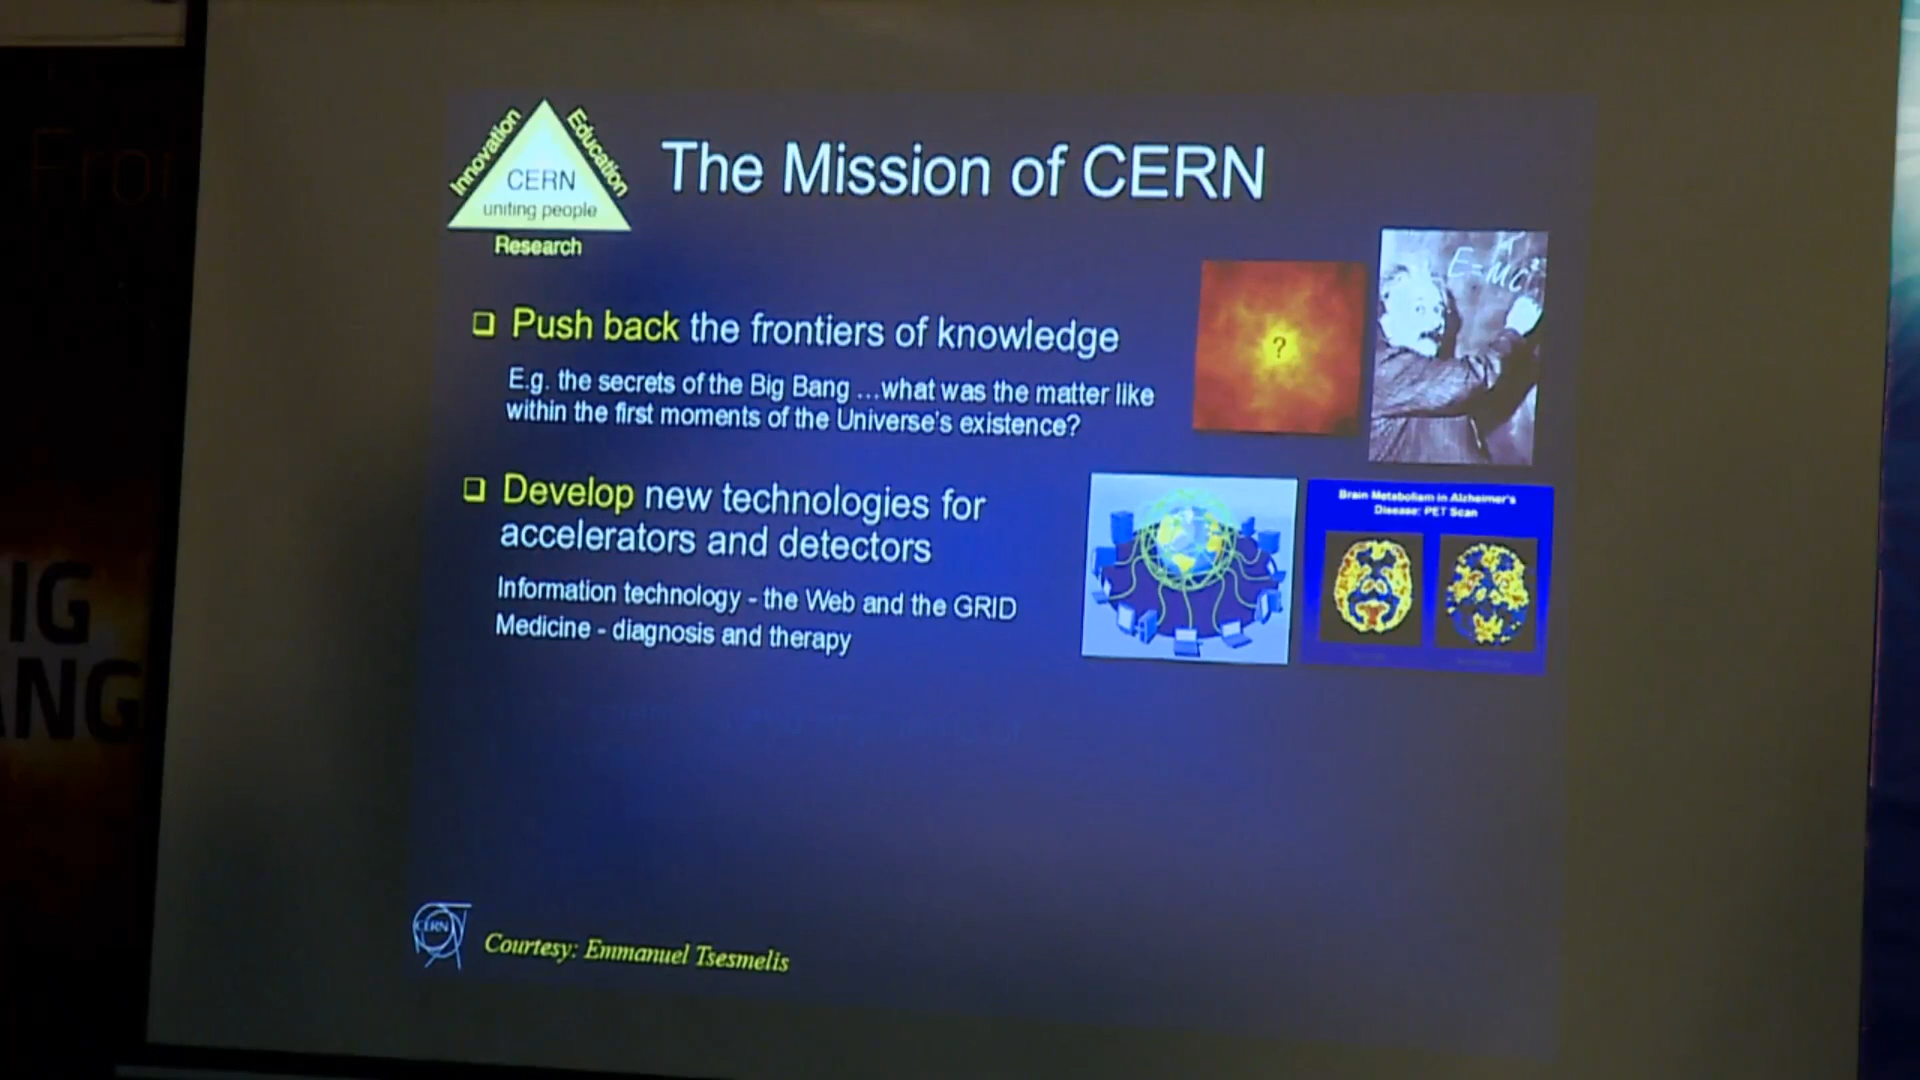 Innovation
Education
CERN
uniting people
Research
The Mission of CERN
❑ Push back the frontiers of knowledge
E.g. the secrets of the Big Bang ...what was the matter like
within the first moments of the Universe's existence?
?
E=MC²
❑ Develop new technologies for
accelerators and detectors
Information technology - the Web and the GRID
Medicine - diagnosis and therapy
Brain Metabolism in Alzheimer's
Disease: PET Scan
CERN
Courtesy: Emmanuel Tsesmelis
Fron
IG
ANG